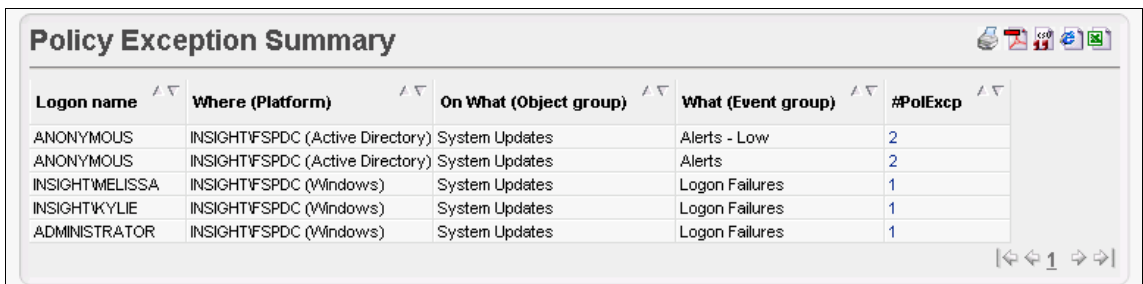 Policy Exception Summary
Logon name Where (Platform) On What (Object group) What (Event group) #PolExcp
ANONYMOUS INSIGHT\FSPDC (Active Directory) System Updates Alerts - Low 2
ANONYMOUS INSIGHT\FSPDC (Active Directory) System Updates Alerts 2
INSIGHT\MELISSA INSIGHT\FSPDC (Windows) System Updates Logon Failures 1
INSIGHT\KYLIE INSIGHT\FSPDC (Windows) System Updates Logon Failures 1
ADMINISTRATOR INSIGHT\FSPDC (Windows) System Updates Logon Failures 1
1